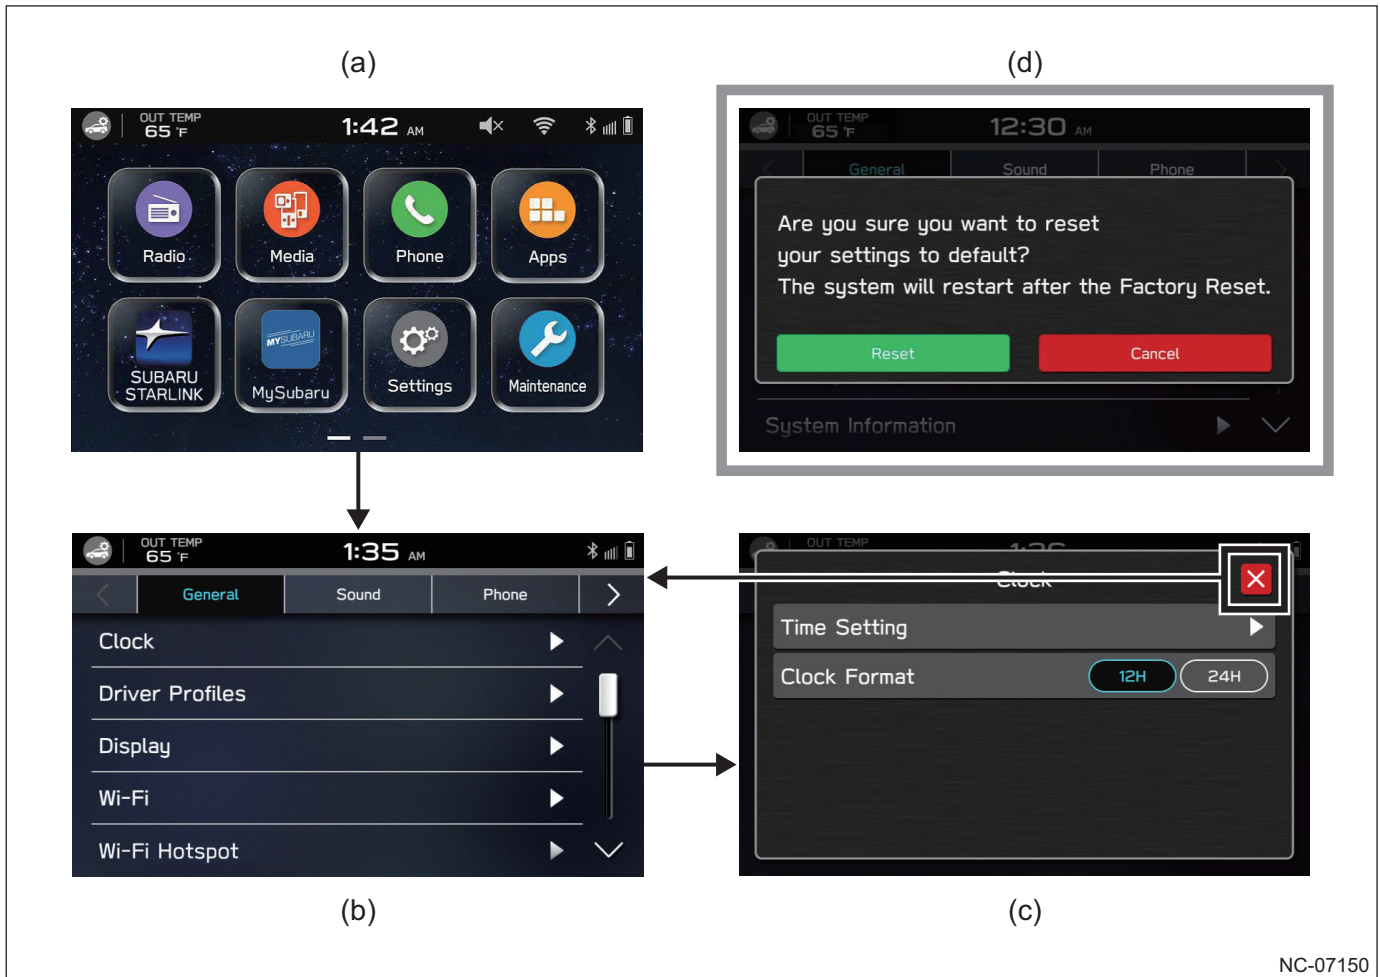 (a)
OUT TEMP
65 °F
1:42 AM
Radio
Media
Phone
Apps
SUBARU
STARLINK
MYSUBARU
MySubaru
Settings
Maintenance
(d)
OUT TEMP
65 °F
12:30 AM
General
Sound
Phone
Are you sure you want to reset
your settings to default?
The system will restart after the Factory Reset.
Reset
Cancel
System Information
OUT TEMP
65 °F
1:35 AM
General
Sound
Phone
Clock
Driver Profiles
Display
Wi-Fi
Wi-Fi Hotspot
(b)
OUT TEMP
Clock
Time Setting
Clock Format
12H
24H
(c)
NC-07150